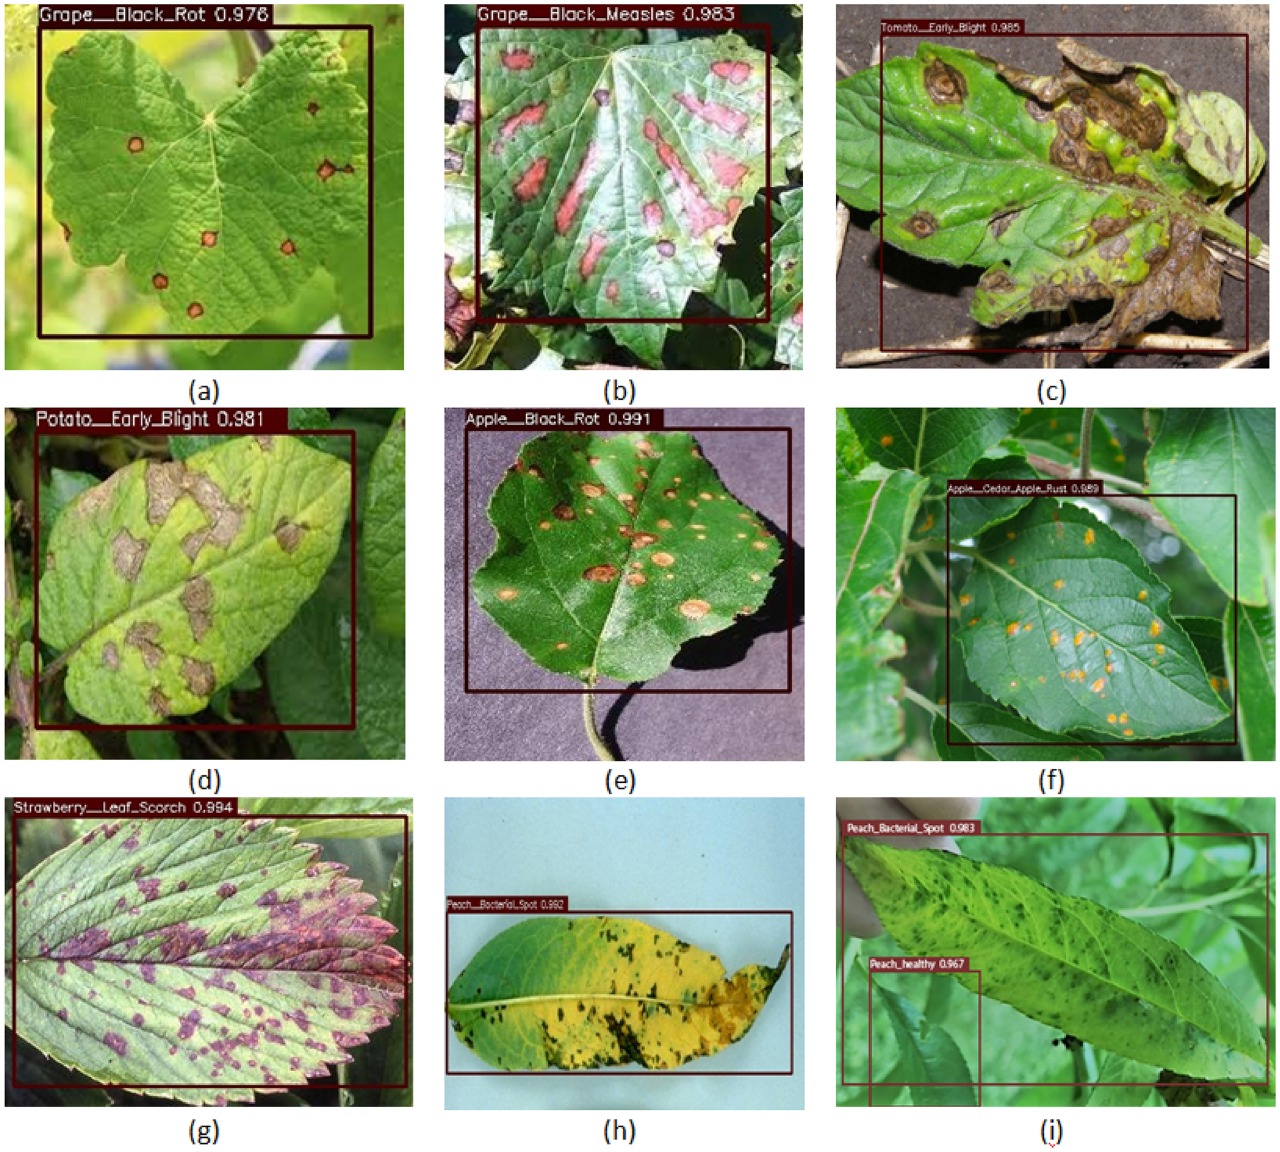 Grape__Black_Rot 0.976
Grape__Black_Measles 0.983
Tomato__Early_Blight 0.985
(a)
(b)
(c)
Potato__Early_Blight 0.981
Apple__Black_Rot 0.991
Apple__Cedar_Apple_Rust 0.989
(d)
(e)
(f)
Strawberry__Leaf_Scorch 0.994
Peach__Bacterial_Spot 0.992
Peach_Bacterial_Spot 0.983
Peach_healthy 0.967
(g)
(h)
(i)